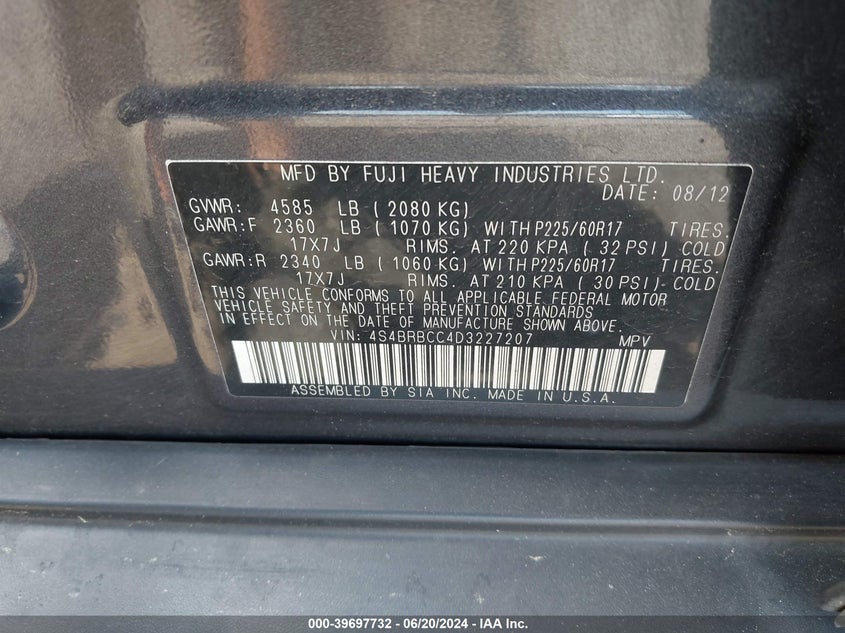 MFD BY FUJI HEAVY INDUSTRIES LTD.
DATE: 08/12
GVWR: 4585 LB ( 2080 KG)
GAWR:F 2360 LB ( 1070 KG) WITH P225/60R17 TIRES.
17X7J RIMS. AT 220 KPA ( 32 PSI) COLD
GAWR:R 2340 LB ( 1060 KG) WITH P225/60R17 TIRES.
17X7J RIMS. AT 210 KPA ( 30 PSI) COLD
THIS VEHICLE CONFORMS TO ALL APPLICABLE FEDERAL MOTOR
VEHICLE SAFETY AND THEFT PREVENTION STANDARDS
IN EFFECT ON THE DATE OF MANUFACTURE SHOWN ABOVE.
VIN: 4S4BRBCC4D3227207 MPV
ASSEMBLED BY SIA INC. MADE IN U.S.A.
000-39697732 - 06/20/2024 - IAA Inc.